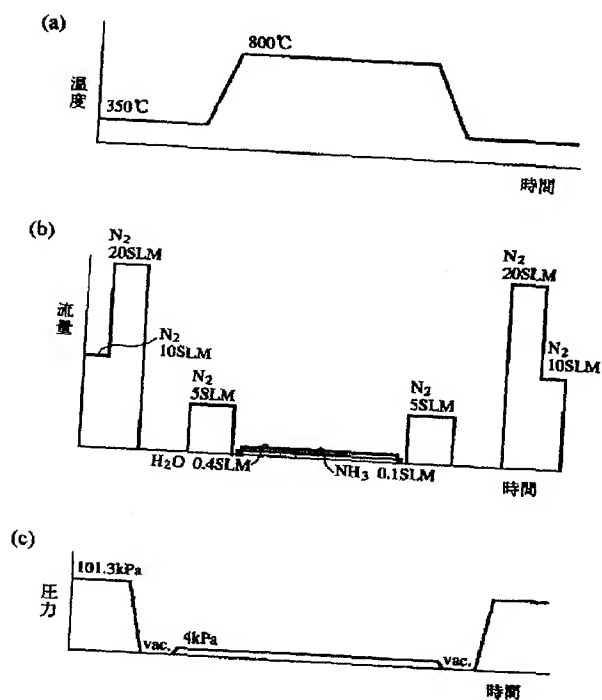 (a)
800℃
温度
350℃
時間
(b)
N₂
20SLM
N₂
20SLM
流量
N₂
10SLM
N₂
10SLM
N₂
5SLM
N₂
5SLM
H₂O 0.4SLM
NH₃ 0.1SLM
時間
(c)
圧力
101.3kPa
vac.
4kPa
vac.
時間